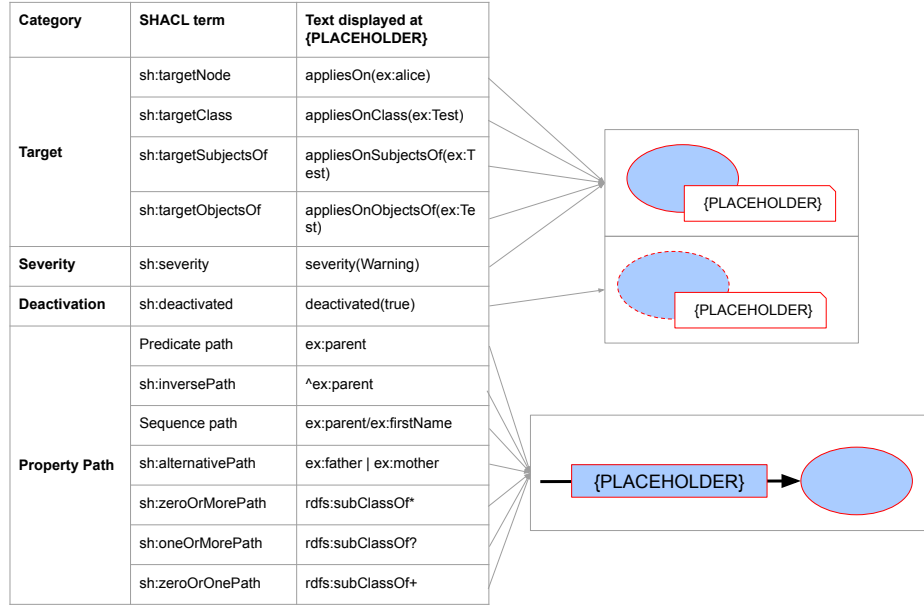 Category SHACL term Text displayed at
{PLACEHOLDER}
Target
sh:targetNode appliesOn(ex:alice)
sh:targetClass appliesOnClass(ex:Test)
sh:targetSubjectsOf appliesOnSubjectsOf(ex:T
est)
sh:targetObjectsOf appliesOnObjectsOf(ex:Te
st)
Severity sh:severity severity(Warning)
Deactivation sh:deactivated deactivated(true)
Property Path
Predicate path ex:parent
sh:inversePath ^ex:parent
Sequence path ex:parent/ex:firstName
sh:alternativePath ex:father | ex:mother
sh:zeroOrMorePath rdfs:subClassOf*
sh:oneOrMorePath rdfs:subClassOf?
sh:zeroOrOnePath rdfs:subClassOf+
{PLACEHOLDER}
{PLACEHOLDER}
{PLACEHOLDER}